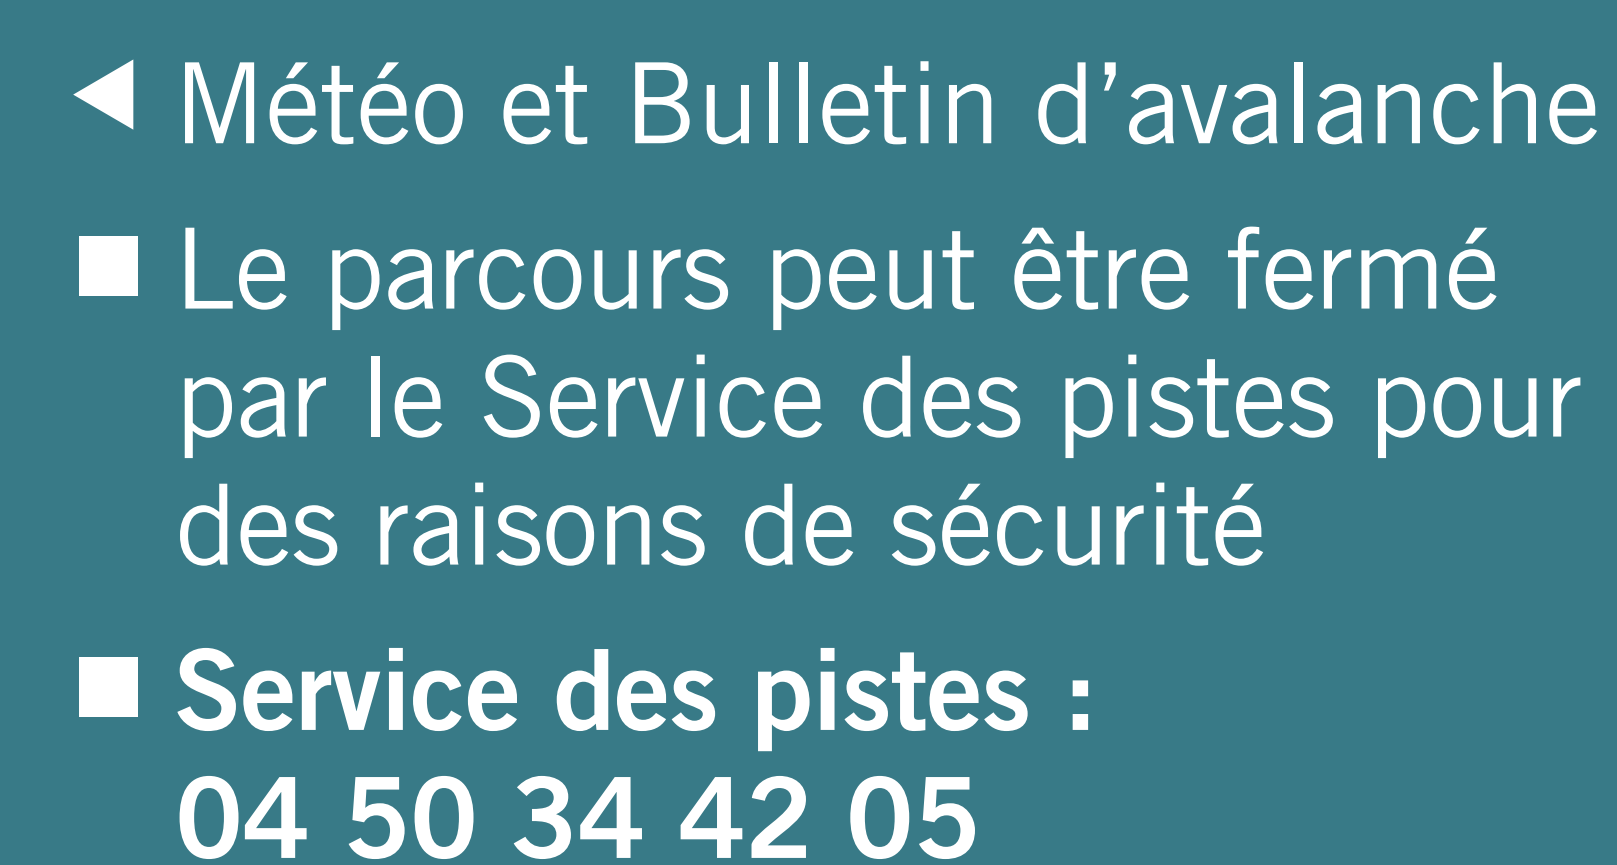 Météo et Bulletin d’avalanche
Le parcours peut être fermé
par le Service des pistes pour
des raisons de sécurité
Service des pistes :
04 50 34 42 05